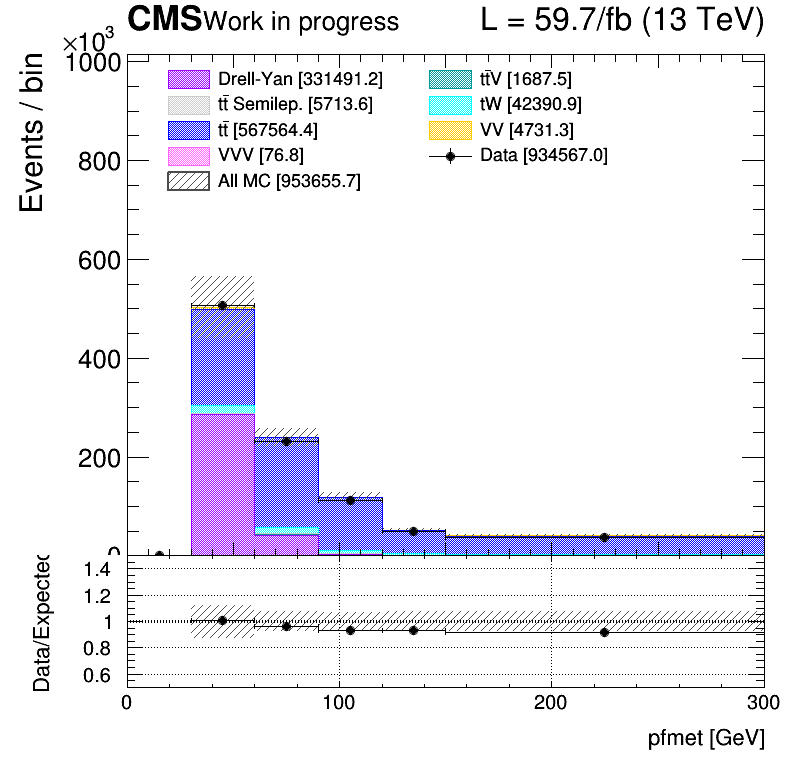 CMS Work in progress L = 59.7/fb (13 TeV)
×10³
Events / bin
1000
800
600
400
200
0
Drell-Yan [331491.2]
tt̄ Semilep. [5713.6]
tt̄ [567564.4]
VVV [76.8]
All MC [953655.7]
tt̄V [1687.5]
tW [42390.9]
VV [4731.3]
Data [934567.0]
Data/Expected
1.4
1.2
1
0.8
0.6
0 100 200 300
pfmet [GeV]